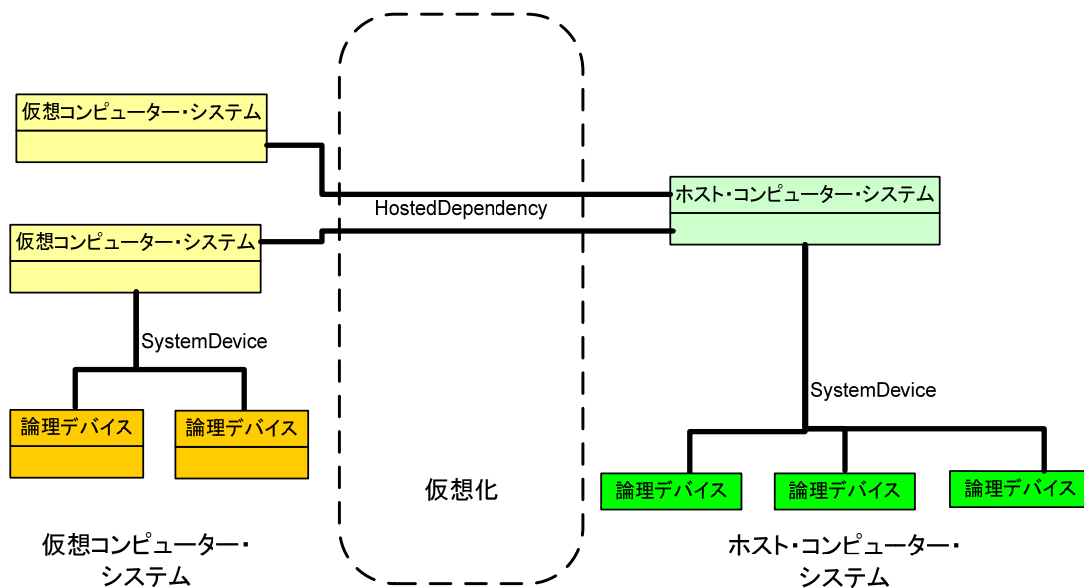 仮想コンピューター・システム
ホスト・コンピューター・システム
HostedDependency
仮想コンピューター・システム
SystemDevice
SystemDevice
論理デバイス
論理デバイス
論理デバイス
論理デバイス
論理デバイス
仮想化
仮想コンピューター・
システム
ホスト・コンピューター・
システム